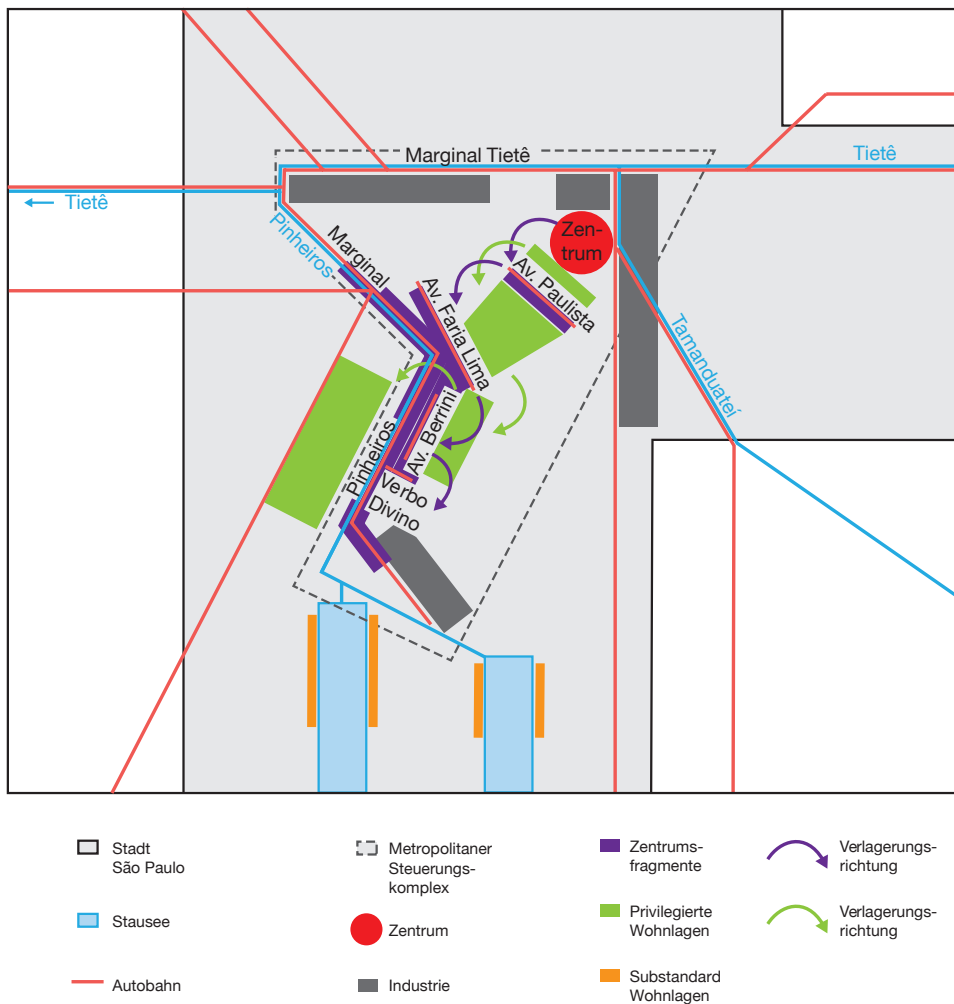 Marginal Tietê
Tietê
Tietê
Pinheiros
Marginal
Zen-
trum
Av. Paulista
Av. Faria Lima
Tamanduateí
Av. Berrini
Pinheiros
Verbo
Divino
Stadt
São Paulo
Stausee
Autobahn
Metropolitaner
Steuerungs-
komplex
Zentrum
Industrie
Zentrums-
fragmente
Privilegierte
Wohnlagen
Substandard
Wohnlagen
Verlagerungs-
richtung
Verlagerungs-
richtung